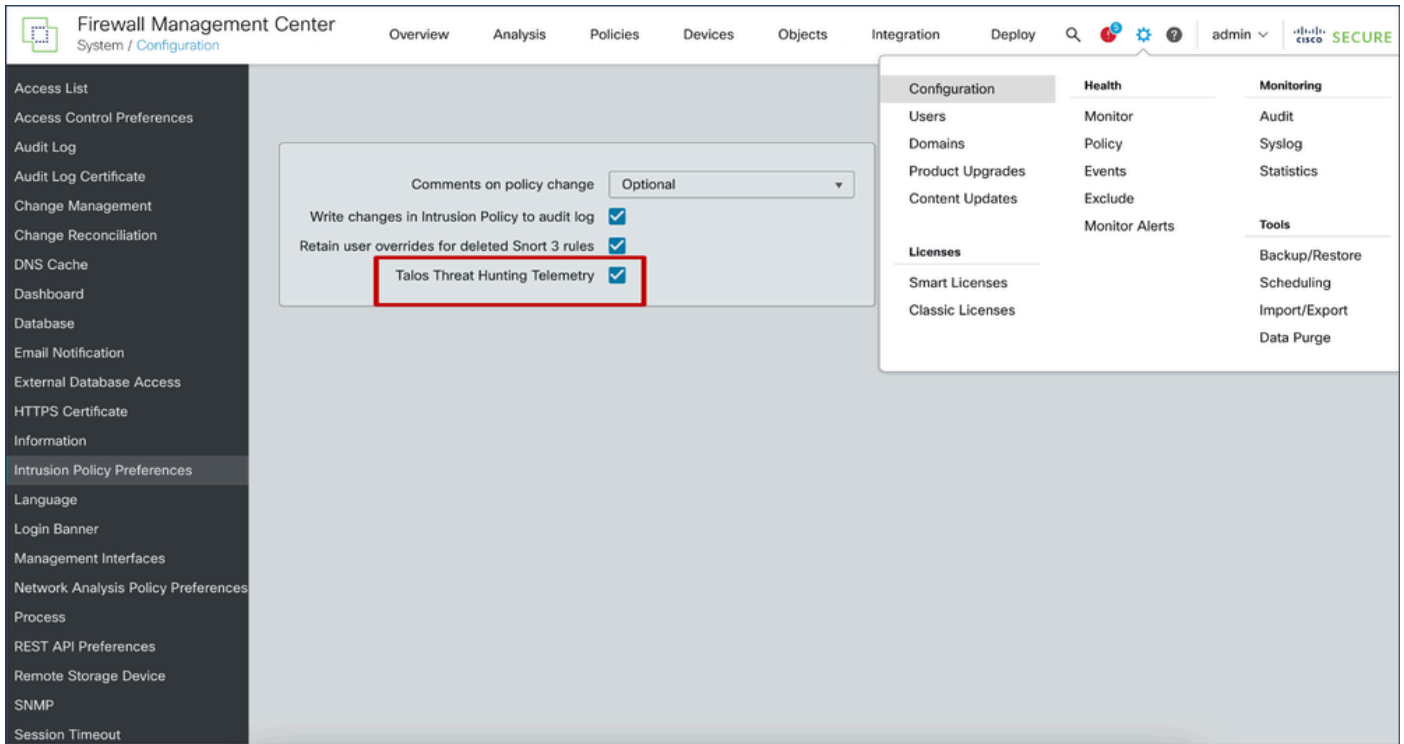 Firewall Management Center
System / Configuration
Overview Analysis Policies Devices Objects Integration Deploy 5 ? admin cisco SECURE
Access List
Access Control Preferences
Audit Log
Audit Log Certificate
Change Management
Change Reconciliation
DNS Cache
Dashboard
Database
Email Notification
External Database Access
HTTPS Certificate
Information
Intrusion Policy Preferences
Language
Login Banner
Management Interfaces
Network Analysis Policy Preferences
Process
REST API Preferences
Remote Storage Device
SNMP
Session Timeout
Comments on policy change Optional
Write changes in Intrusion Policy to audit log
Retain user overrides for deleted Snort 3 rules
Talos Threat Hunting Telemetry
Configuration
Users
Domains
Product Upgrades
Content Updates
Licenses
Smart Licenses
Classic Licenses
Health
Monitor
Policy
Events
Exclude
Monitor Alerts
Monitoring
Audit
Syslog
Statistics
Tools
Backup/Restore
Scheduling
Import/Export
Data Purge